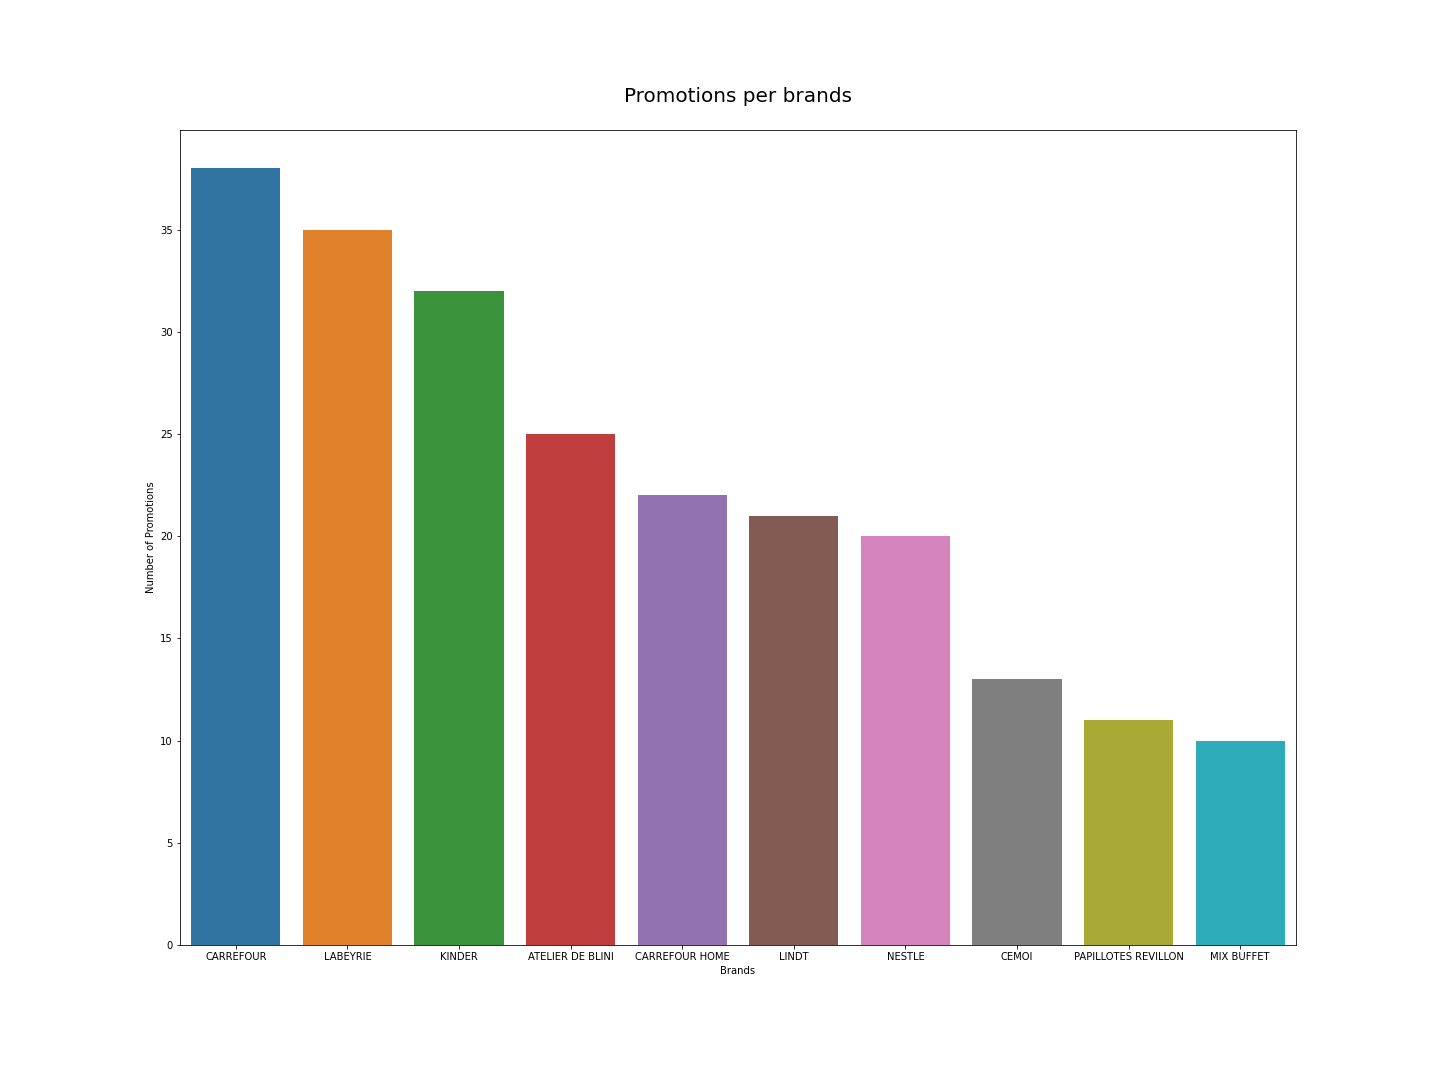 Promotions per brands
35
30
25
20
15
10
5
0
Number of Promotions
CARREFOUR LABEYRIE KINDER ATELIER DE BLINI CARREFOUR HOME LINDT NESTLE CEMOI PAPILLOTES REVILLON MIX BUFFET
Brands